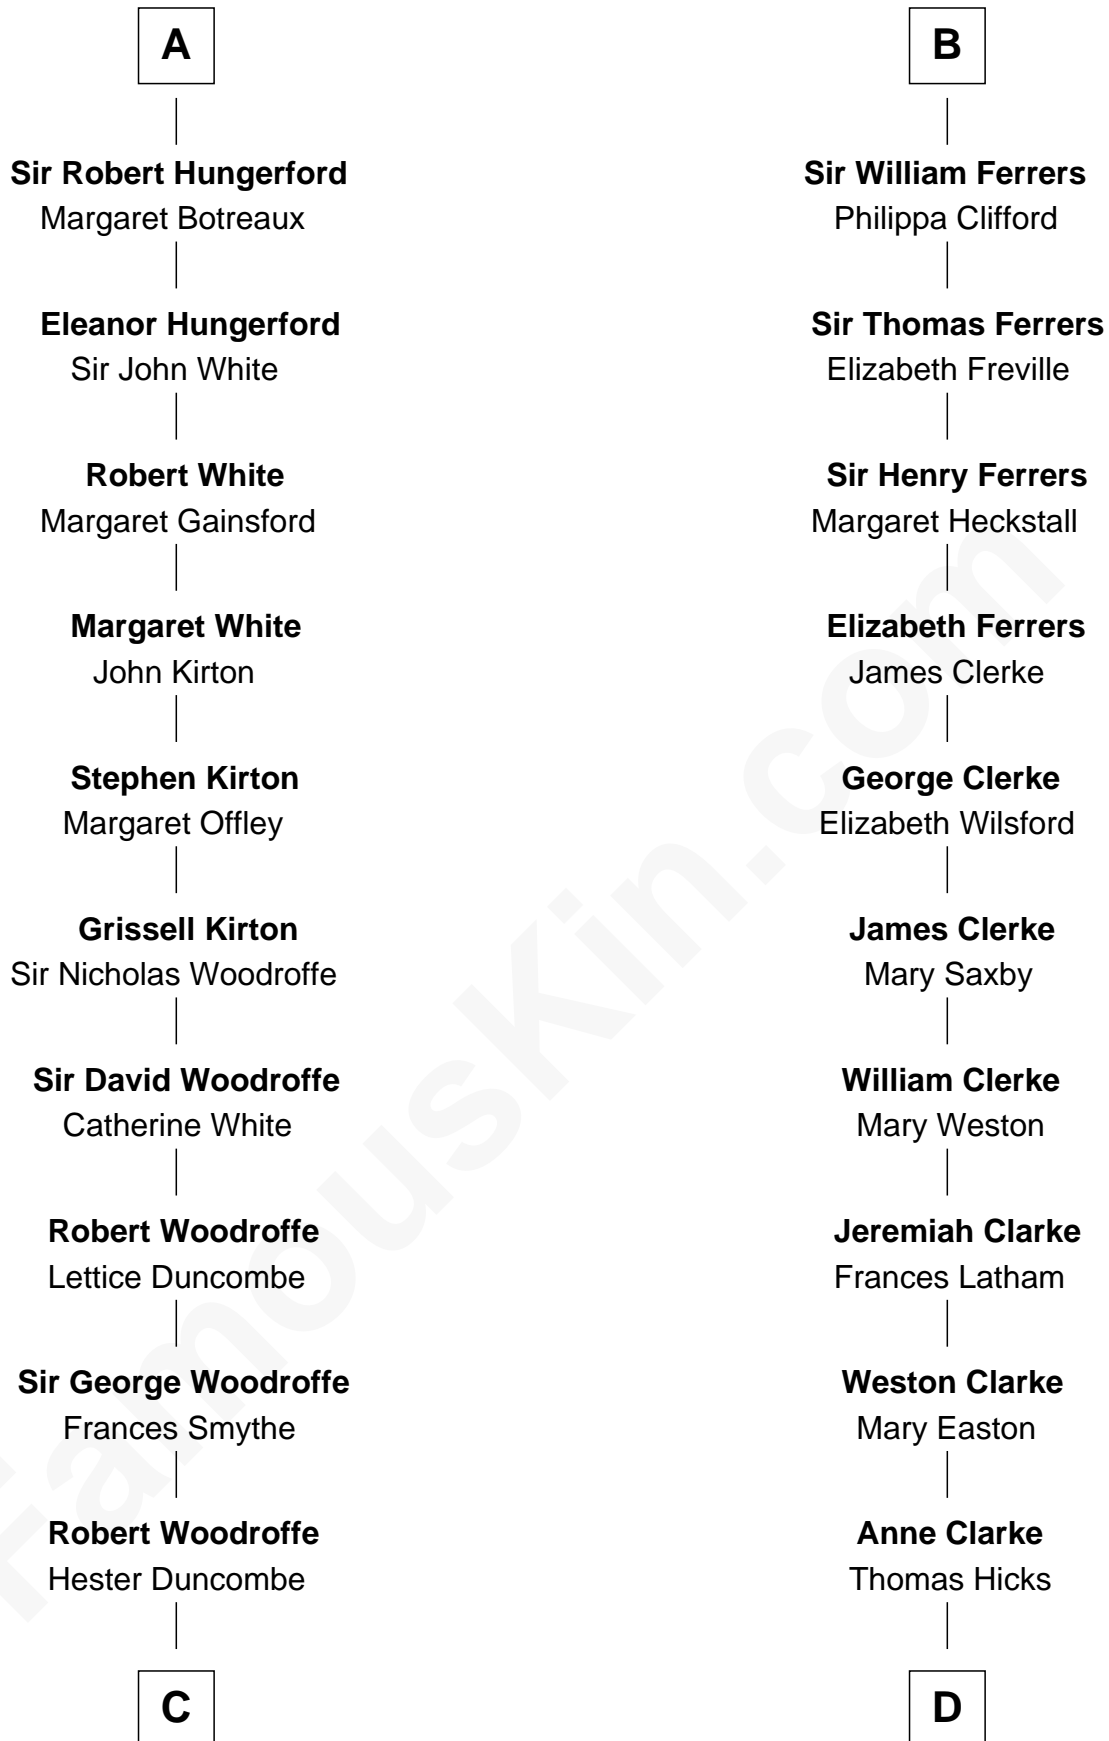 A
Sir Robert Hungerford
Margaret Botreaux
Eleanor Hungerford
Sir John White
Robert White
Margaret Gainsford
Margaret White
John Kirton
Stephen Kirton
Margaret Offley
Grissell Kirton
Sir Nicholas Woodroffe
Sir David Woodroffe
Catherine White
Robert Woodroffe
Lettice Duncombe
Sir George Woodroffe
Frances Smythe
Robert Woodroffe
Hester Duncombe
C
B
Sir William Ferrers
Philippa Clifford
Sir Thomas Ferrers
Elizabeth Freville
Sir Henry Ferrers
Margaret Heckstall
Elizabeth Ferrers
James Clerke
George Clerke
Elizabeth Wilsford
James Clerke
Mary Saxby
William Clerke
Mary Weston
Jeremiah Clarke
Frances Latham
Weston Clarke
Mary Easton
Anne Clarke
Thomas Hicks
D
FamousKin.com